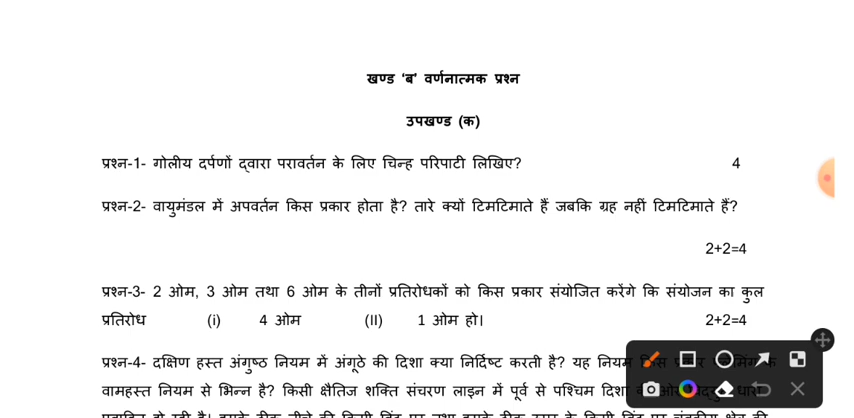 खण्ड ‘ब’ वर्णनात्मक प्रश्न
उपखण्ड (क)
प्रश्न-1- गोलीय दर्पणों द्वारा परावर्तन के लिए चिन्ह परिपाटी लिखिए? 4
प्रश्न-2- वायुमंडल में अपवर्तन किस प्रकार होता है? तारे क्यों टिमटिमाते हैं जबकि ग्रह नहीं टिमटिमाते हैं?
2+2=4
प्रश्न-3- 2 ओम, 3 ओम तथा 6 ओम के तीनों प्रतिरोधकों को किस प्रकार संयोजित करेंगे कि संयोजन का कुल
प्रतिरोध (i) 4 ओम (II) 1 ओम हो। 2+2=4
प्रश्न-4- दक्षिण हस्त अंगुष्ठ नियम में अंगूठे की दिशा क्या निर्दिष्ट करती है? यह नियम
वामहस्त नियम से भिन्न है? किसी क्षैतिज शक्ति संचरण लाइन में पूर्व से पश्चिम दिशा